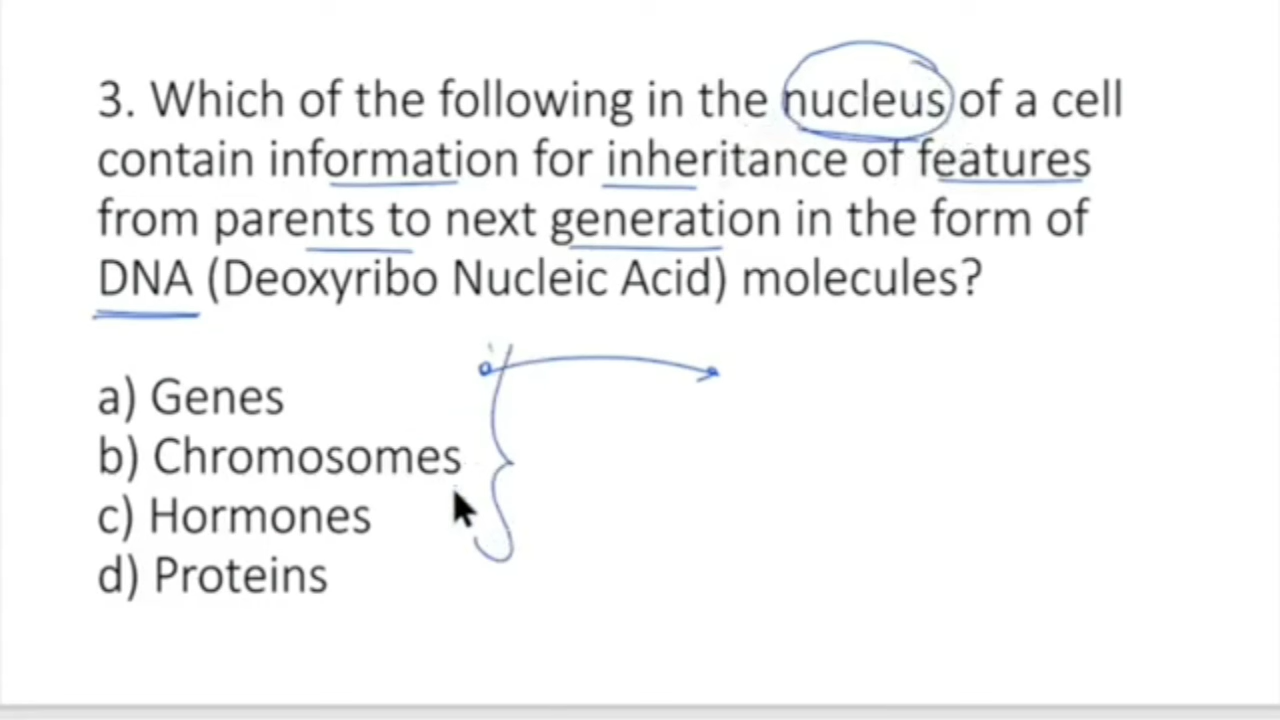 3. Which of the following in the nucleus of a cell
contain information for inheritance of features
from parents to next generation in the form of
DNA (Deoxyribo Nucleic Acid) molecules?
a) Genes
b) Chromosomes
c) Hormones
d) Proteins